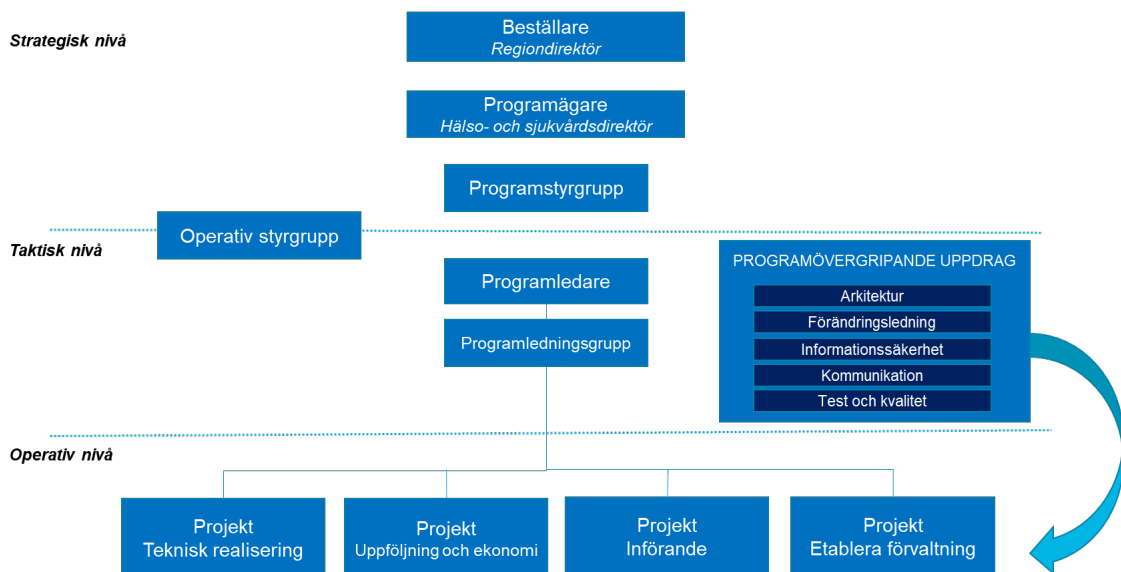 Strategisk nivå
Beställare
Regiondirektör
Programägare
Hälso- och sjukvårdsdirektör
Programstyrgrupp
Operativ styrgrupp
Taktisk nivå
Programledare
Programledningsgrupp
PROGRAMÖVERGRIPANDE UPPDRAG
Arkitektur
Förändringsledning
Informationssäkerhet
Kommunikation
Test och kvalitet
Operativ nivå
Projekt
Teknisk realisering
Projekt
Uppföljning och ekonomi
Projekt
Införande
Projekt
Etablera förvaltning